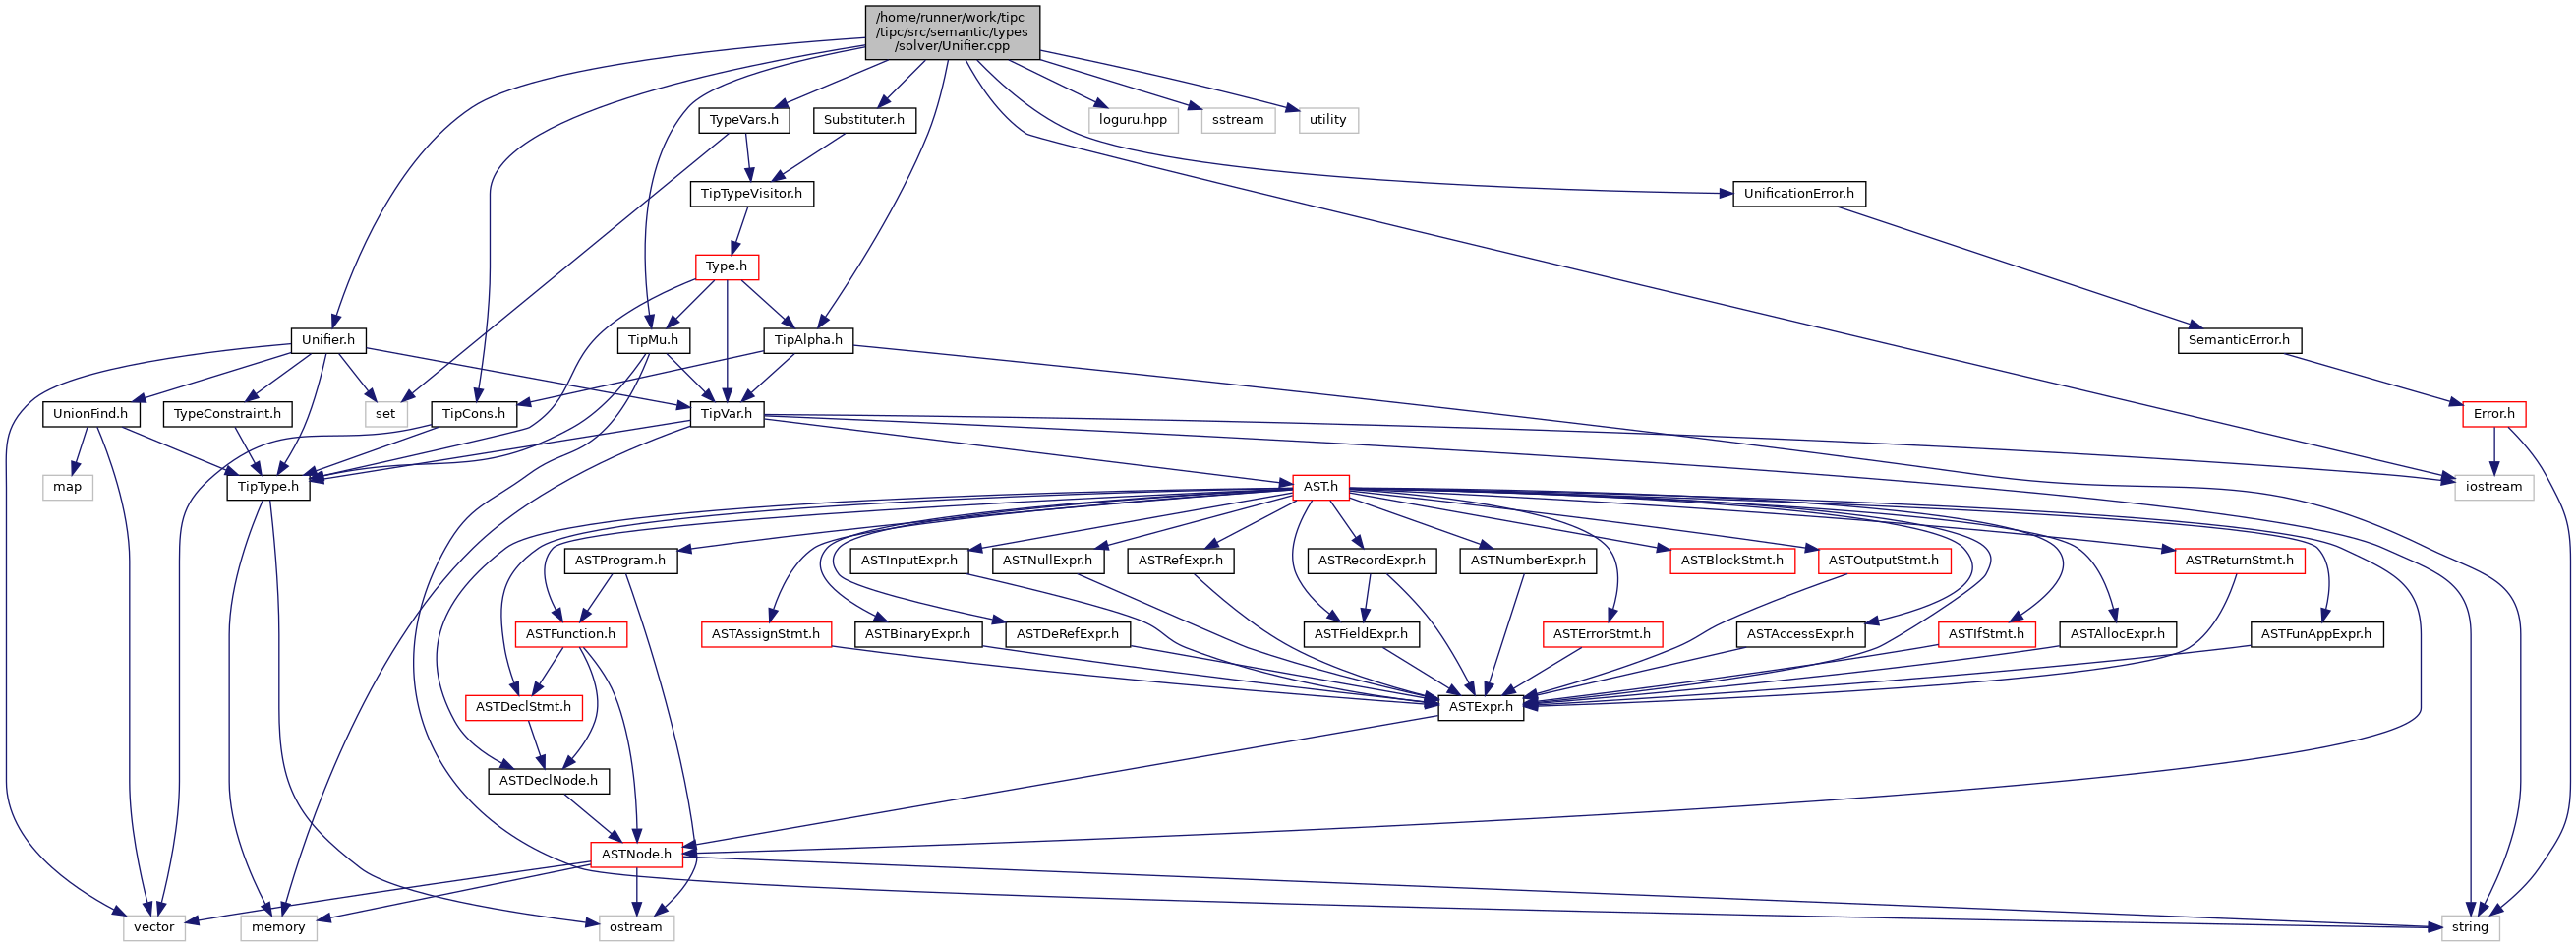 /home/runner/work/tipc
/tipc/src/semantic/types
/solver/Unifier.cpp
TypeVars.h
Substituter.h
loguru.hpp
sstream
utility
TipTypeVisitor.h
UnificationError.h
Type.h
Unifier.h
TipMu.h
TipAlpha.h
SemanticError.h
UnionFind.h
TypeConstraint.h
set
TipCons.h
TipVar.h
Error.h
map
TipType.h
AST.h
iostream
ASTProgram.h
ASTInputExpr.h
ASTNullExpr.h
ASTRefExpr.h
ASTRecordExpr.h
ASTNumberExpr.h
ASTBlockStmt.h
ASTOutputStmt.h
ASTReturnStmt.h
ASTFunction.h
ASTAssignStmt.h
ASTBinaryExpr.h
ASTDeRefExpr.h
ASTFieldExpr.h
ASTErrorStmt.h
ASTAccessExpr.h
ASTIfStmt.h
ASTAllocExpr.h
ASTFunAppExpr.h
ASTDeclStmt.h
ASTExpr.h
ASTDeclNode.h
ASTNode.h
vector
memory
ostream
string